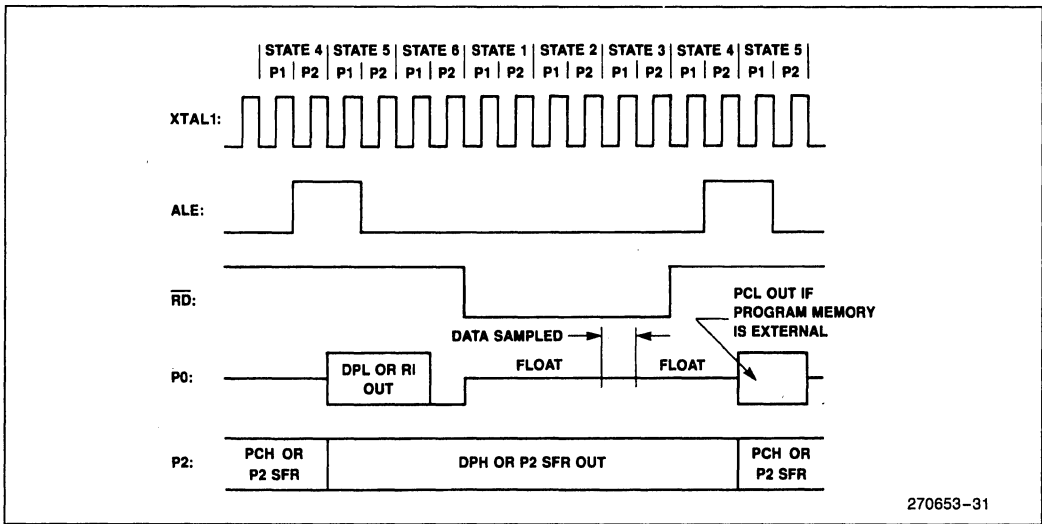 | STATE 4 | STATE 5 | STATE 6 | STATE 1 | STATE 2 | STATE 3 | STATE 4 | STATE 5 |
| P1 | P2 | P1 | P2 | P1 | P2 | P1 | P2 | P1 | P2 | P1 | P2 | P1 | P2 | P1 | P2 |
XTAL1:
ALE:
RD:
PCL OUT IF
PROGRAM MEMORY
IS EXTERNAL
DATA SAMPLED
P0:
DPL OR RI
OUT
FLOAT
FLOAT
P2:
PCH OR
P2 SFR
DPH OR P2 SFR OUT
PCH OR
P2 SFR
270653-31